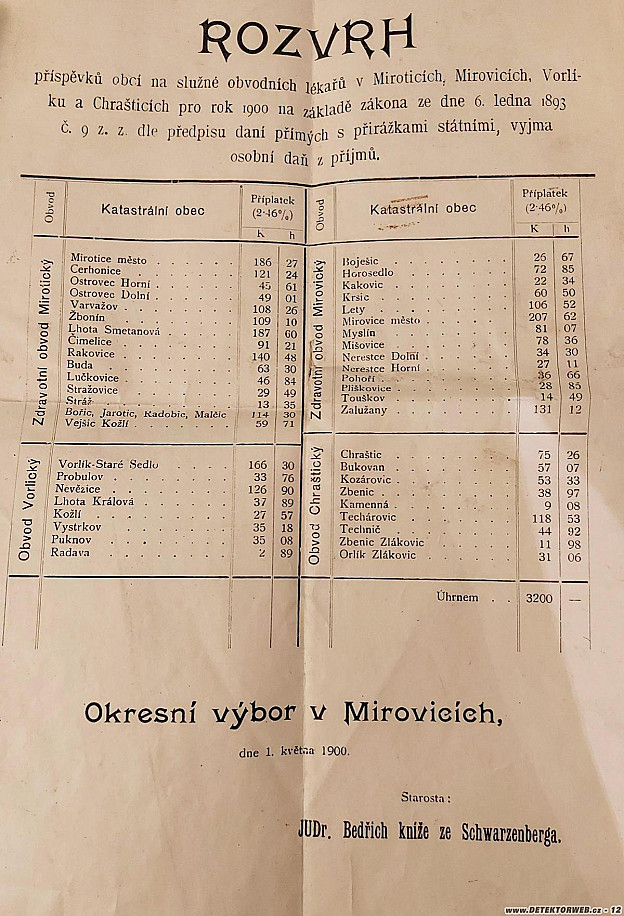 ROZVRH
příspěvků obcí na služné obvodních lékařů v Miroticích, Mirovicích, Vorlí-
ku a Chrašticích pro rok 1900 na základě zákona ze dne 6. ledna 1893
č. 9 z. z. dle předpisu daní přímých s přirážkami státními, vyjma
osobní daň z příjmů.
Obvod Katastrální obec Příplatek (2·46%) K h
Zdravotní obvod Mirotický
Mirotice město 186 27
Cerhonice 121 24
Ostrovec Horní 45 61
Ostrovec Dolní 49 01
Varvažov 108 26
Žbonín 109 10
Lhota Smetanová 187 60
Čimelice 91 21
Rakovice 140 48
Buda 63 30
Lučkovice 46 84
Stražovice 29 49
Stráž 13 35
Bořic, Jarotic, Radobic, Malčic 114 30
Vejšic Kožlí 59 71
Obvod Vorlický
Vorlík-Staré Sedlo 166 30
Probulov 33 76
Nevězice 126 90
Lhota Králová 37 89
Kožlí 27 57
Vystrkov 35 18
Puknov 35 08
Radava 2 89
Obvod Katastrální obec Příplatek (2·46%) K h
Zdravotní obvod Mirovický
Boješic 26 67
Horosedlo 72 85
Kakovic 22 34
Kršic 60 50
Lety 106 52
Mirovice město 207 62
Myslín 81 07
Mišovice 78 36
Nerestce Dolní 34 30
Nerestce Horní 27 11
Pohoří 36 66
Pliškovice 28 85
Touškov 14 49
Zalužany 131 12
Obvod Chraštický
Chraštic 75 26
Bukovan 57 07
Kozárovic 53 33
Zbenic 38 97
Kamenná 9 08
Techárovic 118 53
Technič 44 92
Zbenic Zlákovic 11 98
Orlík Zlákovic 31 06
Úhrnem . . 3200 —
Okresní výbor v Mirovicích,
dne 1. května 1900.
Starosta:
JUDr. Bedřich kníže ze Schwarzenberga.
www.DETEKTORWEB.cz - 12